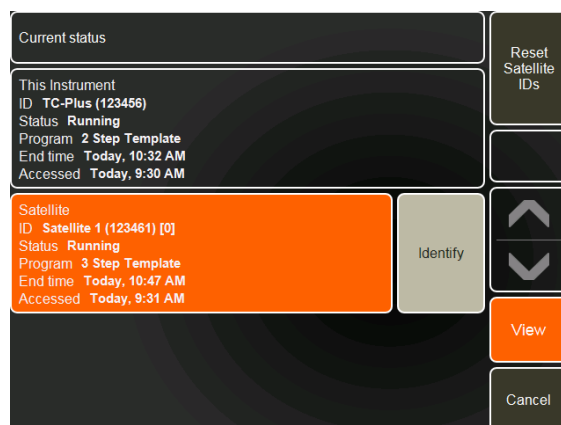 Current status
Reset
Satellite
IDs
This Instrument
ID TC-Plus (123456)
Status Running
Program 2 Step Template
End time Today, 10:32 AM
Accessed Today, 9:30 AM
Satellite
ID Satellite 1 (123461) [0]
Status Running
Program 3 Step Template
End time Today, 10:47 AM
Accessed Today, 9:31 AM
Identify
View
Cancel